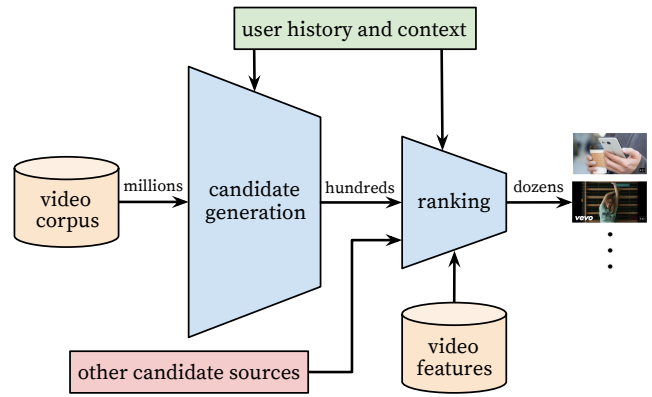 user history and context
video
corpus
millions
candidate
generation
hundreds
ranking
dozens
vevo
other candidate sources
video
features